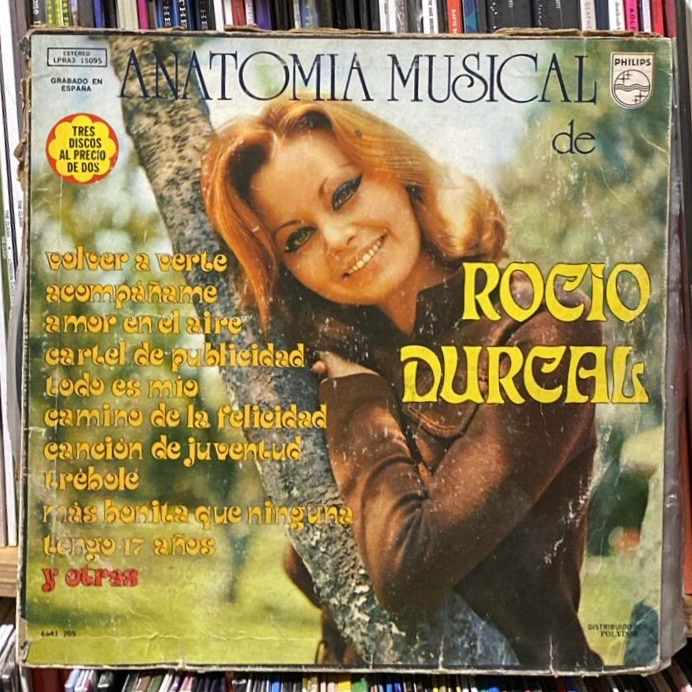 ESTEREO
LPRA3 15095
GRABADO EN
ESPAÑA
ANATOMIA MUSICAL
de
PHILIPS
TRES
DISCOS
AL PRECIO
DE DOS
ROCIO
DURCAL
volver a verte
acompáñame
amor en el aire
cartel de publicidad
todo es mío
camino de la felicidad
canción de juventud
trébole
más bonita que ninguna
tengo 17 años
y otras
6641 205
DISTRIBUIDO POR
POLYDOR